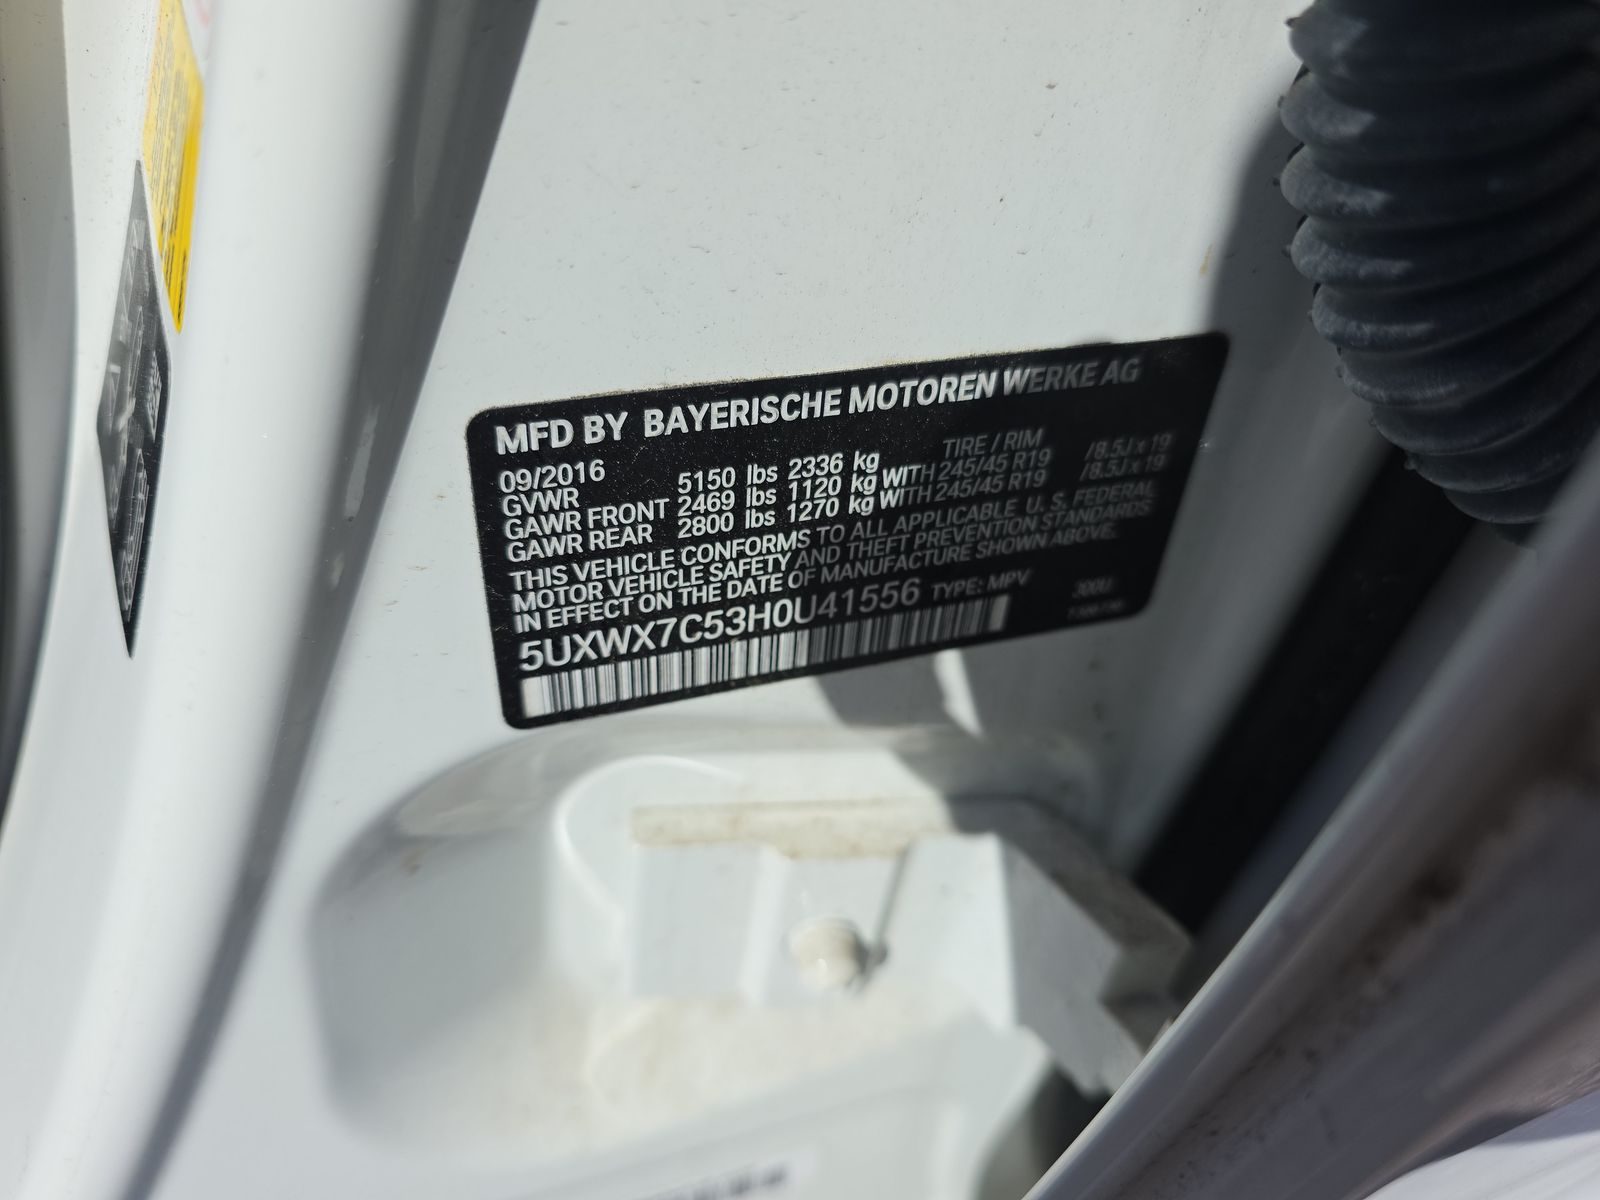 MFD BY BAYERISCHE MOTOREN WERKE AG
09/2016 TIRE / RIM
GVWR 5150 lbs 2336 kg
GAWR FRONT 2469 lbs 1120 kg WITH 245/45 R19 /8.5J x 19
GAWR REAR 2800 lbs 1270 kg WITH 245/45 R19 /8.5J x 19
THIS VEHICLE CONFORMS TO ALL APPLICABLE U. S. FEDERAL
MOTOR VEHICLE SAFETY AND THEFT PREVENTION STANDARDS
IN EFFECT ON THE DATE OF MANUFACTURE SHOWN ABOVE.
5UXWX7C53H0U41556 TYPE: MPV 300U